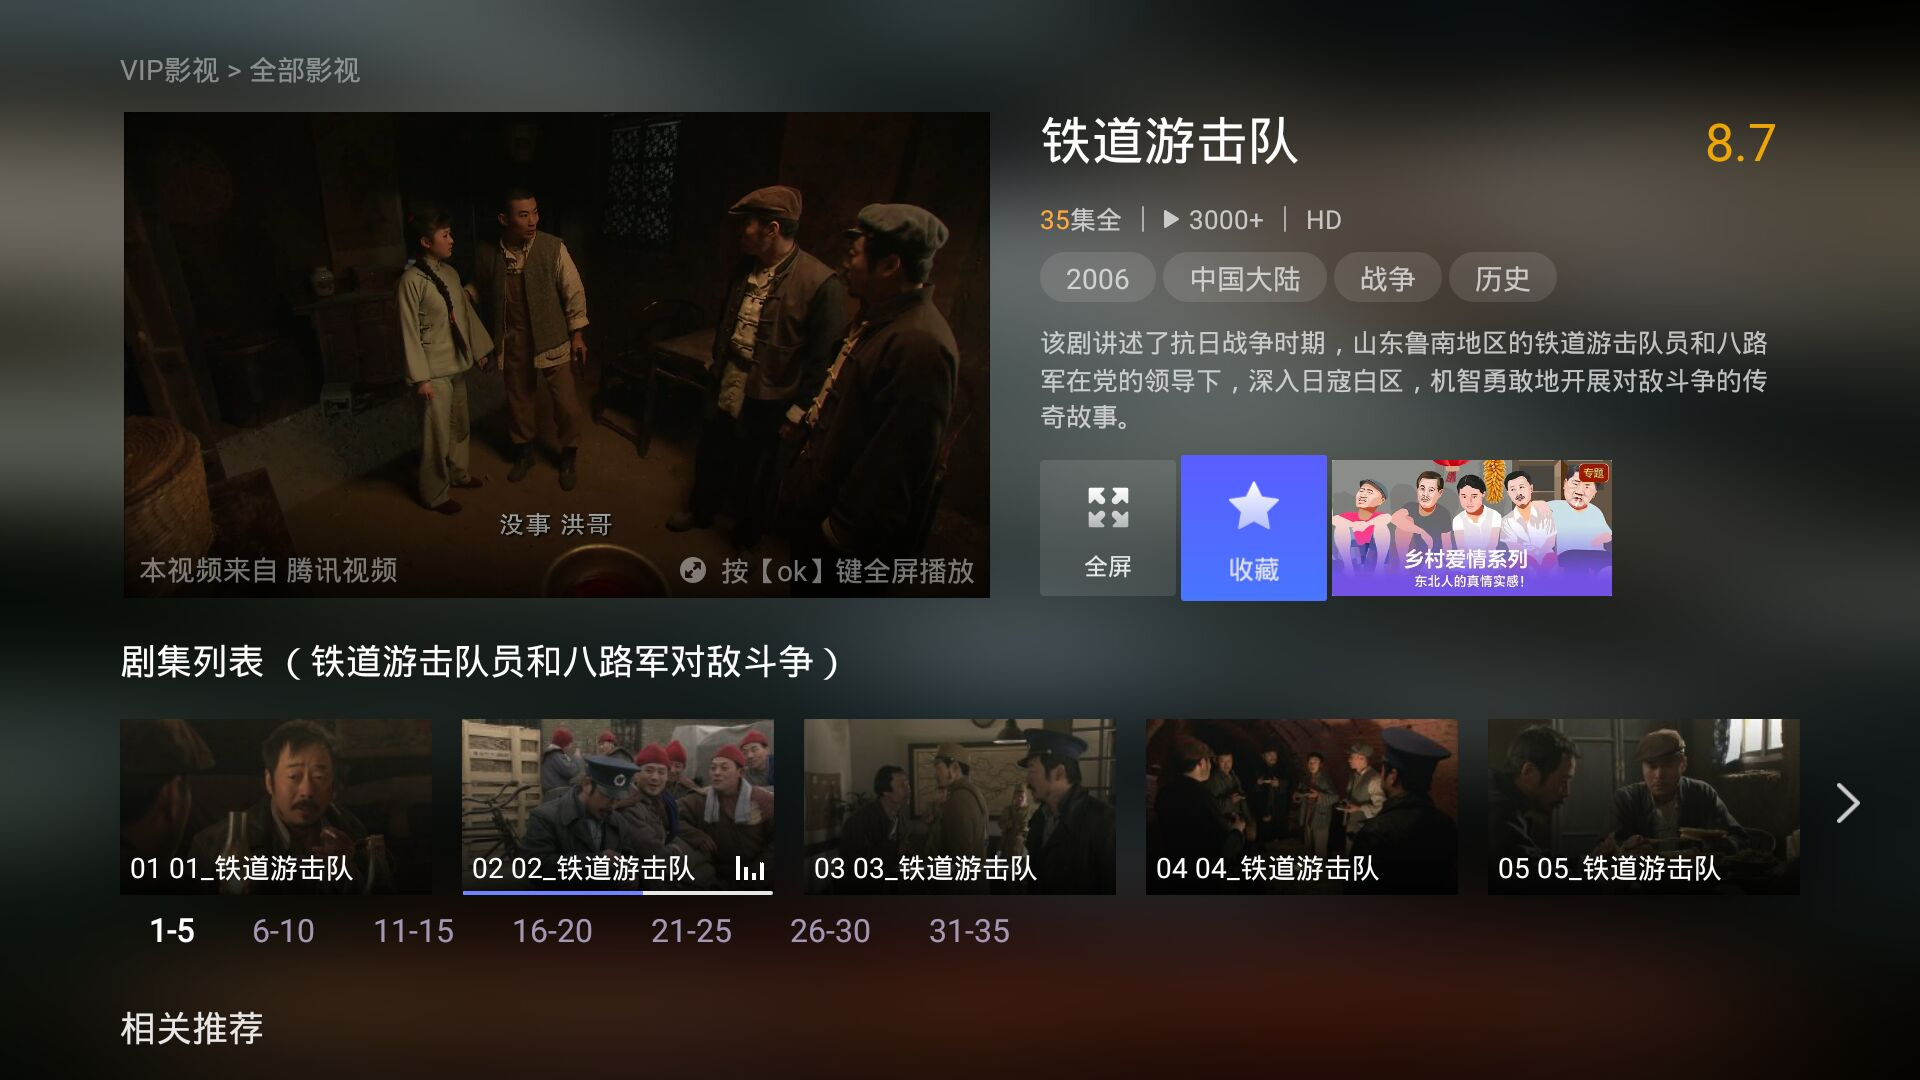 VIP影视 > 全部影视
铁道游击队
8.7
35集全 | 3000+ | HD
2006 中国大陆 战争 历史
该剧讲述了抗日战争时期，山东鲁南地区的铁道游击队员和八路
军在党的领导下，深入日寇白区，机智勇敢地开展对敌斗争的传
奇故事。
没事 洪哥
本视频来自 腾讯视频
按【ok】键全屏播放
全屏
收藏
专题
乡村爱情系列
东北人的真情实感！
剧集列表 （铁道游击队员和八路军对敌斗争）
01 01_铁道游击队
02 02_铁道游击队
03 03_铁道游击队
04 04_铁道游击队
05 05_铁道游击队
1-5 6-10 11-15 16-20 21-25 26-30 31-35
相关推荐